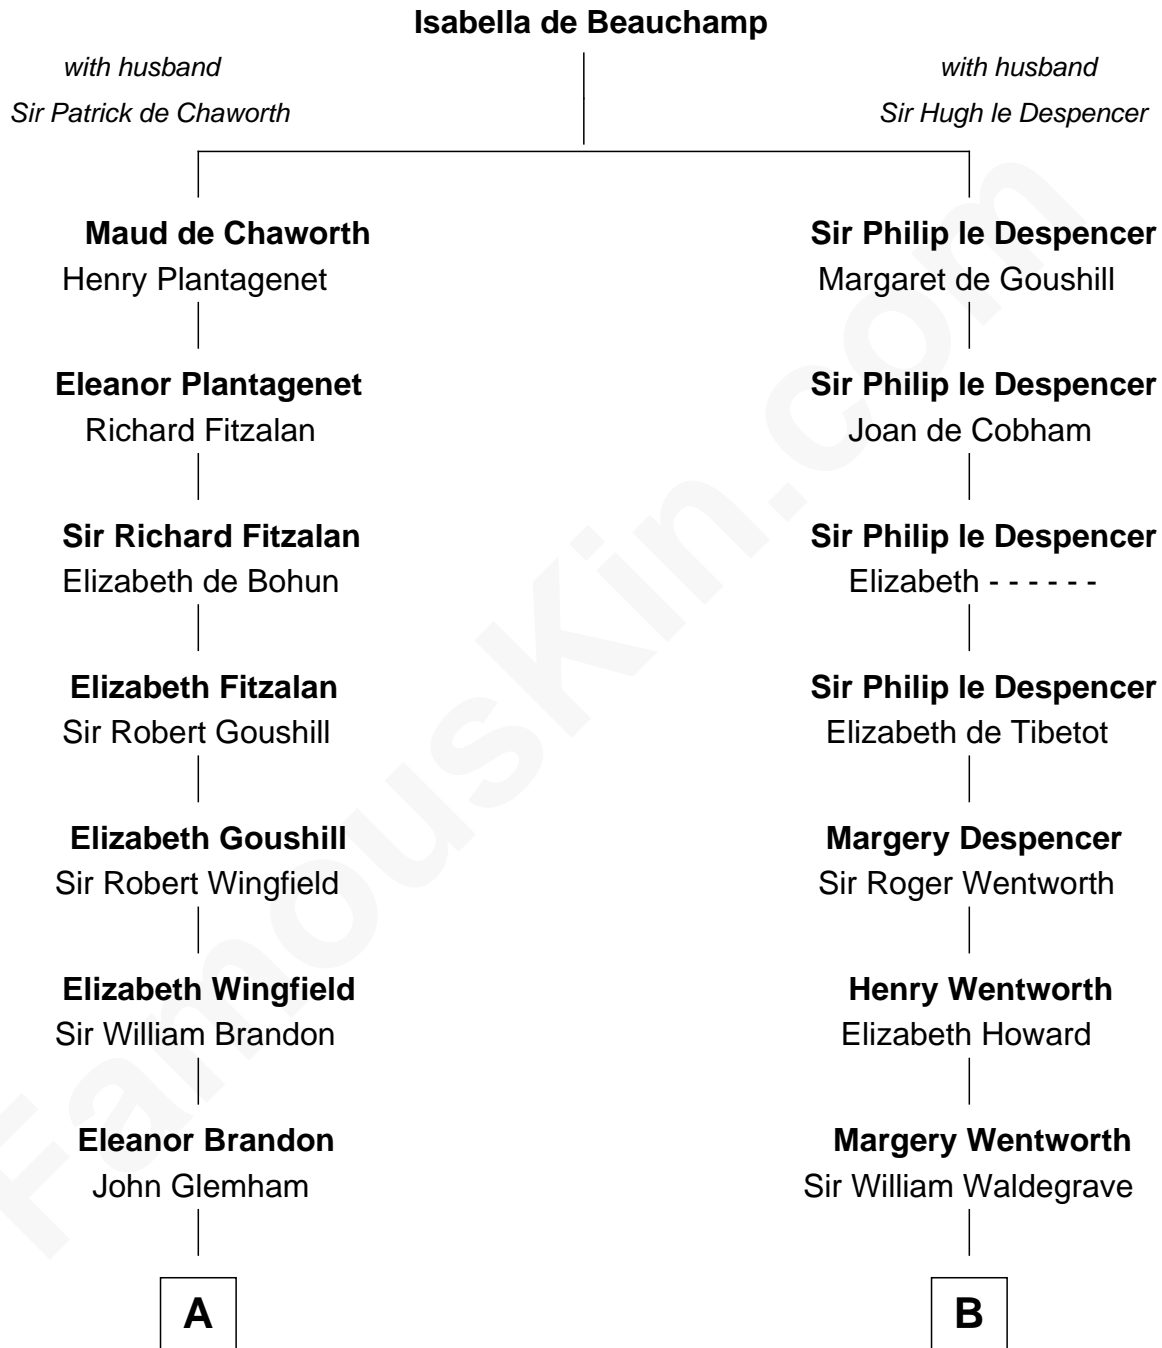 Isabella de Beauchamp
with husband
Sir Patrick de Chaworth
with husband
Sir Hugh le Despencer
Maud de Chaworth
Henry Plantagenet
Sir Philip le Despencer
Margaret de Goushill
Eleanor Plantagenet
Richard Fitzalan
Sir Philip le Despencer
Joan de Cobham
Sir Richard Fitzalan
Elizabeth de Bohun
Sir Philip le Despencer
Elizabeth - - - - - -
Elizabeth Fitzalan
Sir Robert Goushill
Sir Philip le Despencer
Elizabeth de Tibetot
Elizabeth Goushill
Sir Robert Wingfield
Margery Despencer
Sir Roger Wentworth
Elizabeth Wingfield
Sir William Brandon
Henry Wentworth
Elizabeth Howard
Eleanor Brandon
John Glemham
Margery Wentworth
Sir William Waldegrave
A
B
FamousKin.com